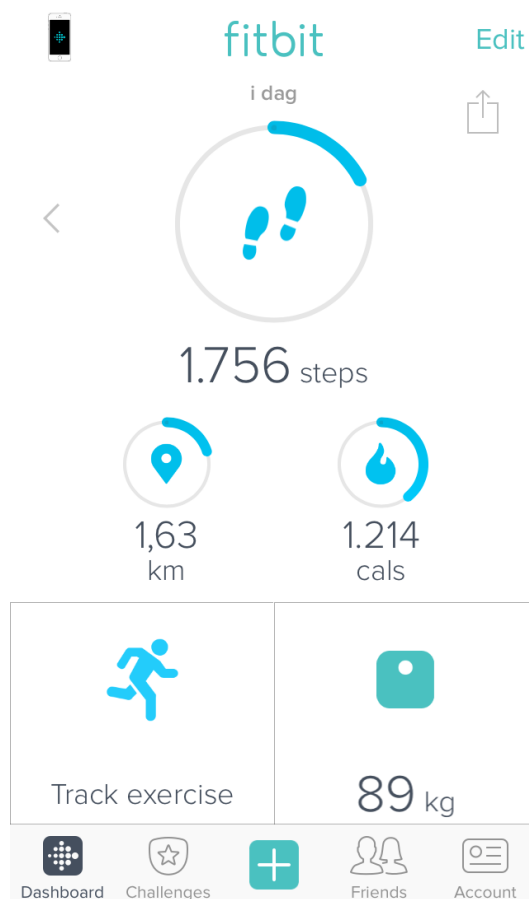 fitbit
Edit
i dag
1.756 steps
1,63
km
1.214
cals
Track exercise
89 kg
Dashboard
Challenges
Friends
Account